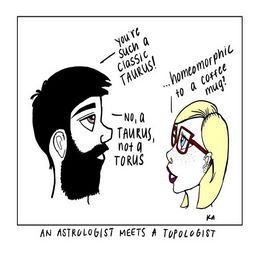 you're
such a
classic
TAURUS!
...homeomorphic
to a coffee
mug?
No, a
TAURUS,
not a
TORUS
KA
AN ASTROLOGIST MEETS A TOPOLOGIST